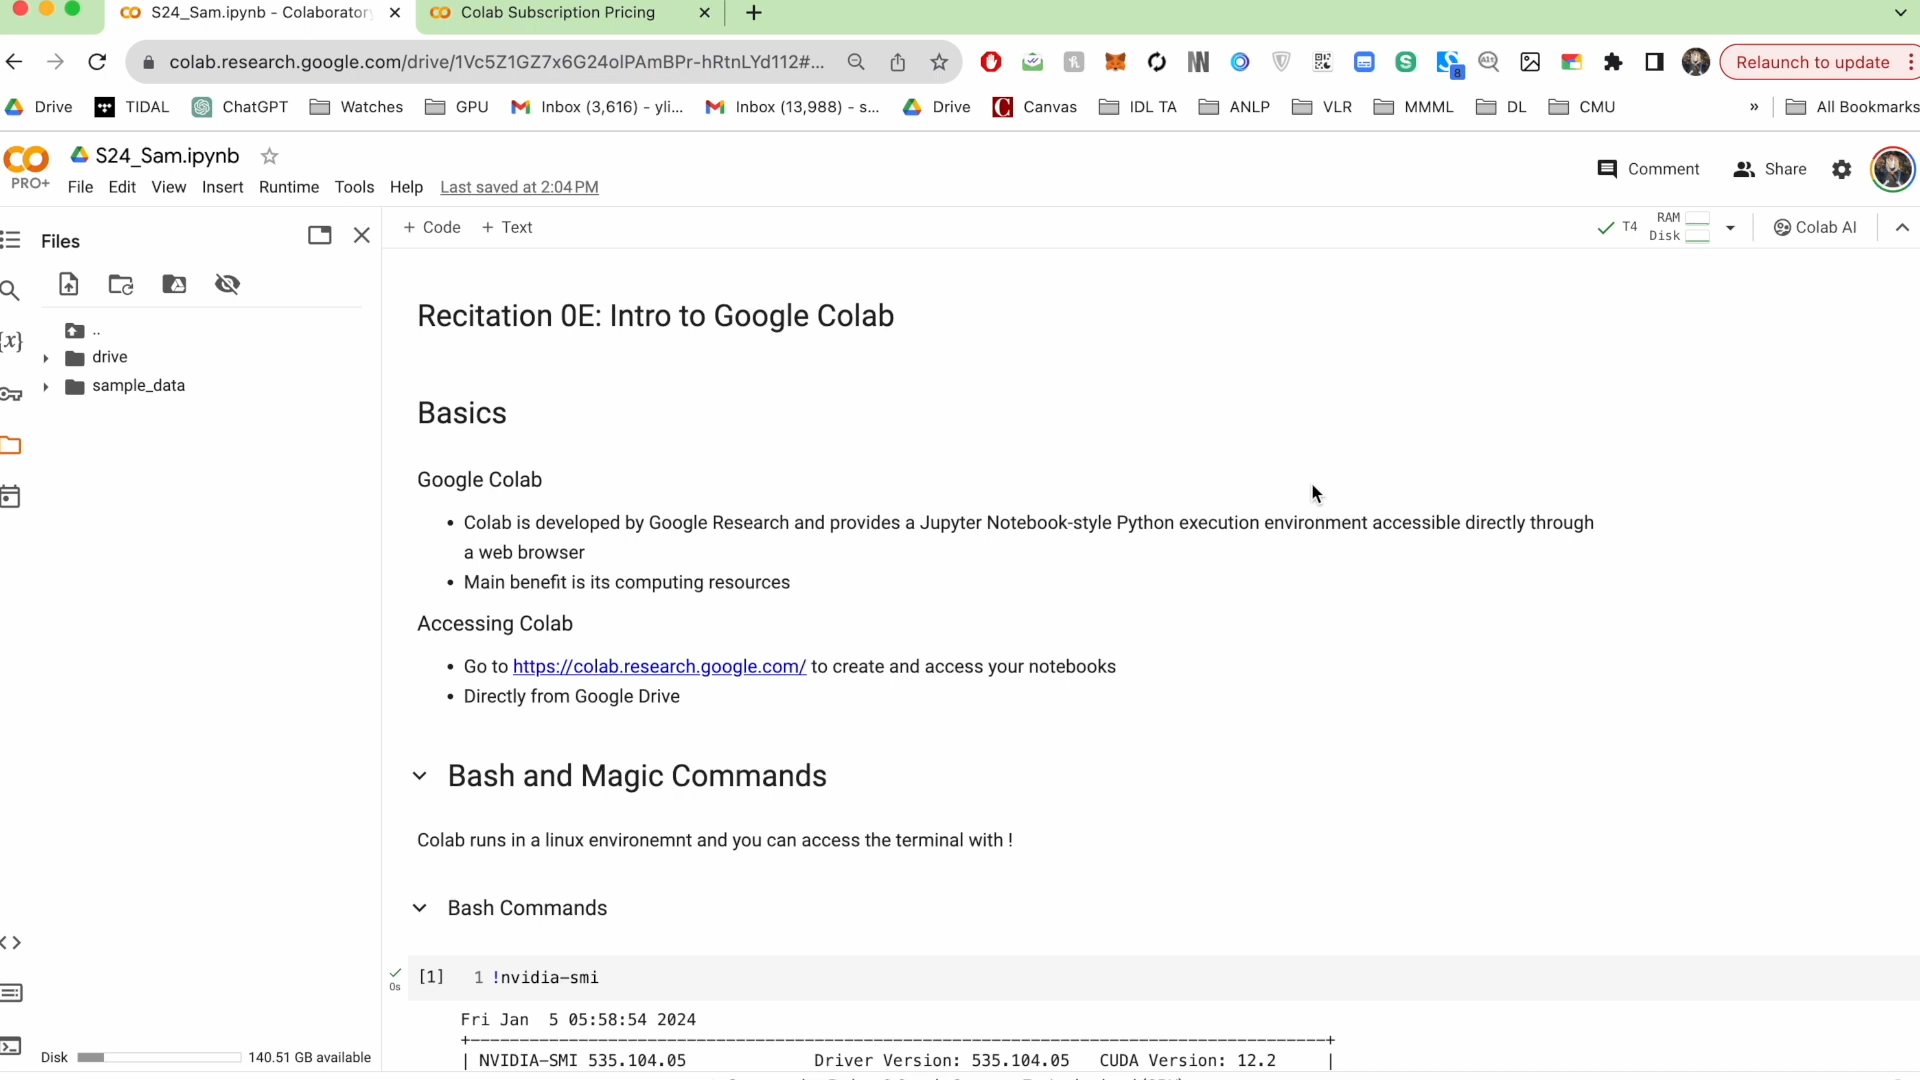 S24_Sam.ipynb - Colaboratory
Colab Subscription Pricing
colab.research.google.com/drive/1Vc5Z1GZ7x6G24olPAmBPr-hRtnLYd112#...
8
Relaunch to update
Drive
TIDAL
ChatGPT
Watches
GPU
Inbox (3,616) - yli...
Inbox (13,988) - s...
Drive
Canvas
IDL TA
ANLP
VLR
MMML
DL
CMU
»
All Bookmarks
S24_Sam.ipynb
PRO+
File Edit View Insert Runtime Tools Help Last saved at 2:04 PM
Comment
Share
Files
+ Code + Text
T4
RAM
Disk
Colab AI
{x}
..
drive
sample_data
Recitation 0E: Intro to Google Colab
Basics
Google Colab
• Colab is developed by Google Research and provides a Jupyter Notebook-style Python execution environment accessible directly through
a web browser
• Main benefit is its computing resources
Accessing Colab
• Go to https://colab.research.google.com/ to create and access your notebooks
• Directly from Google Drive
Bash and Magic Commands
Colab runs in a linux environemnt and you can access the terminal with !
Bash Commands
0s
[1] 1 !nvidia-smi
Fri Jan  5 05:58:54 2024
+-----------------------------------------------------------------------------+
| NVIDIA-SMI 535.104.05 Driver Version: 535.104.05 CUDA Version: 12.2 |
Disk 140.51 GB available